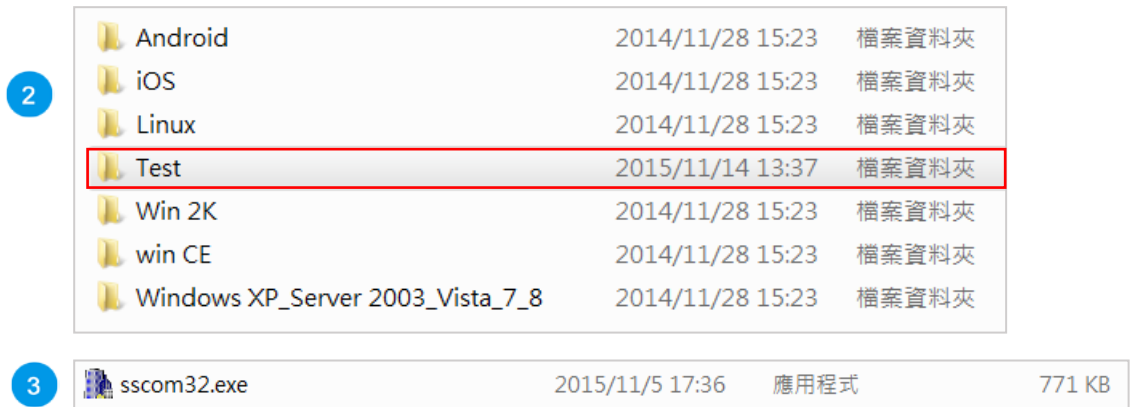 Android 2014/11/28 15:23 檔案資料夾
iOS 2014/11/28 15:23 檔案資料夾
2
Linux 2014/11/28 15:23 檔案資料夾
Test 2015/11/14 13:37 檔案資料夾
Win 2K 2014/11/28 15:23 檔案資料夾
win CE 2014/11/28 15:23 檔案資料夾
Windows XP_Server 2003_Vista_7_8 2014/11/28 15:23 檔案資料夾
3 sscom32.exe 2015/11/5 17:36 應用程式 771 KB